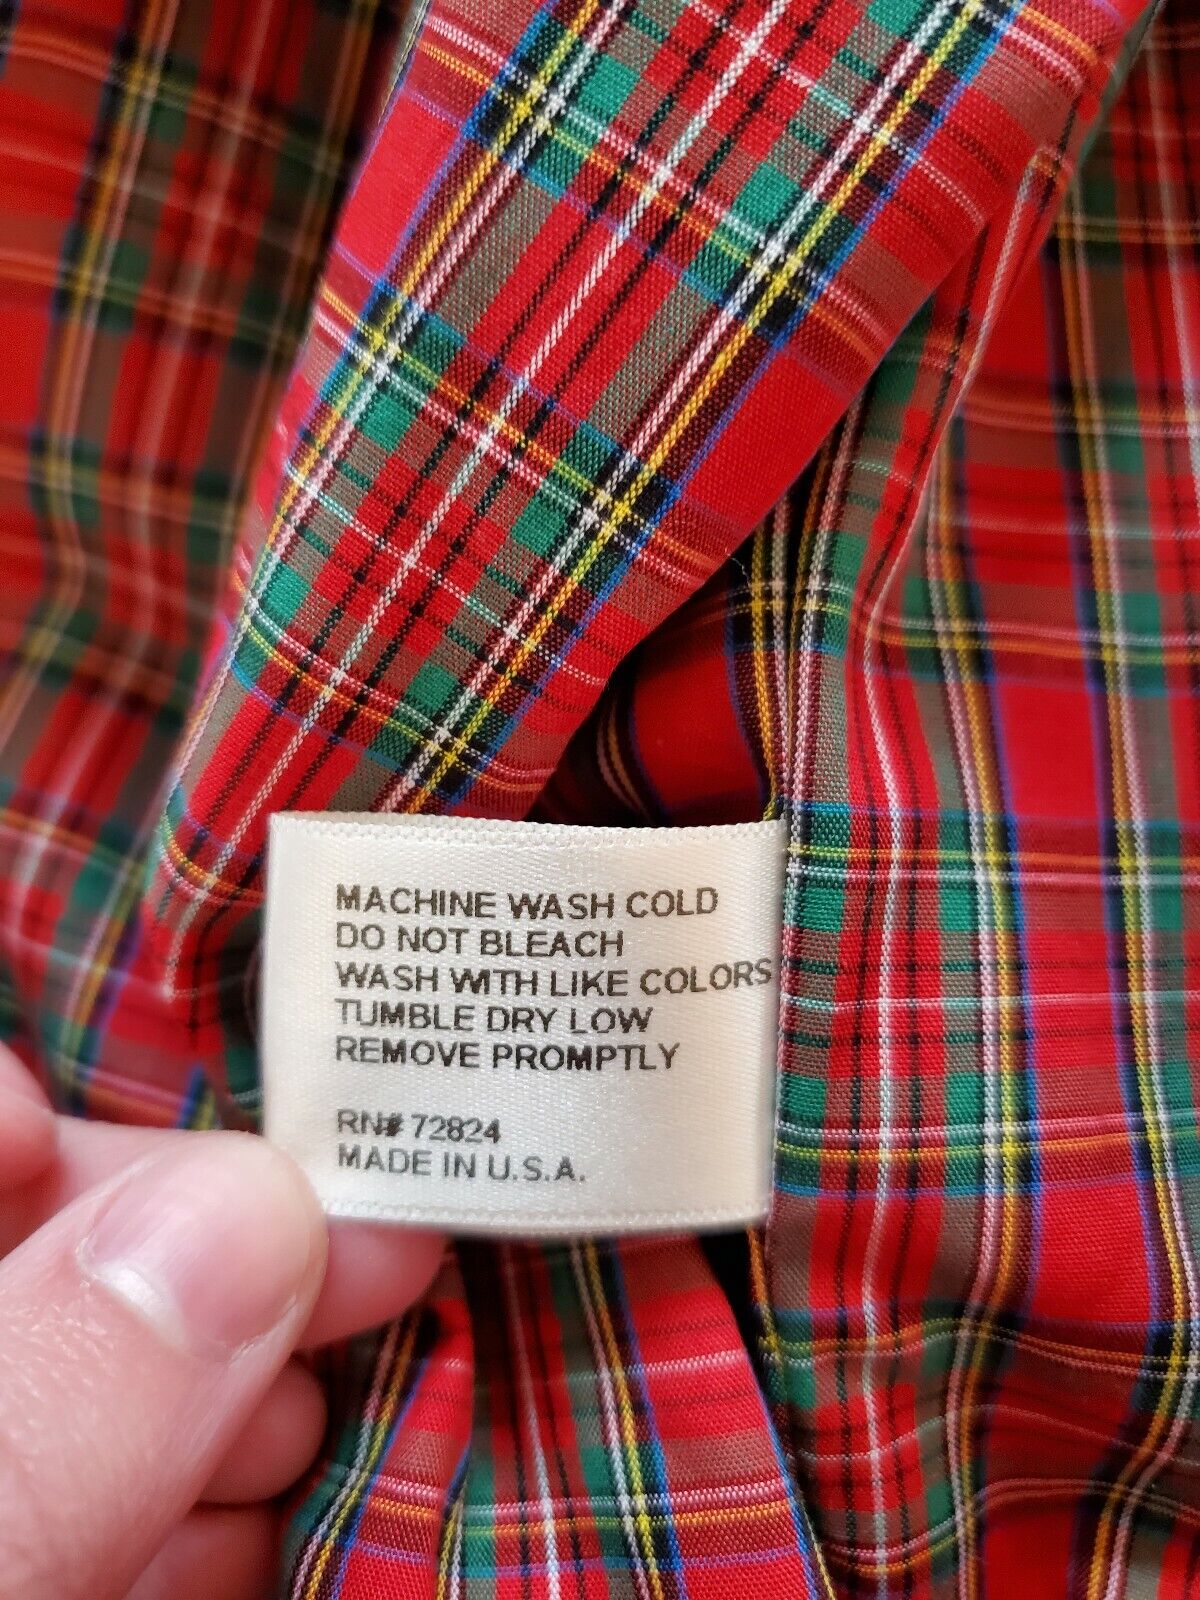 MACHINE WASH COLD
DO NOT BLEACH
WASH WITH LIKE COLORS
TUMBLE DRY LOW
REMOVE PROMPTLY
RN# 72824
MADE IN U.S.A.